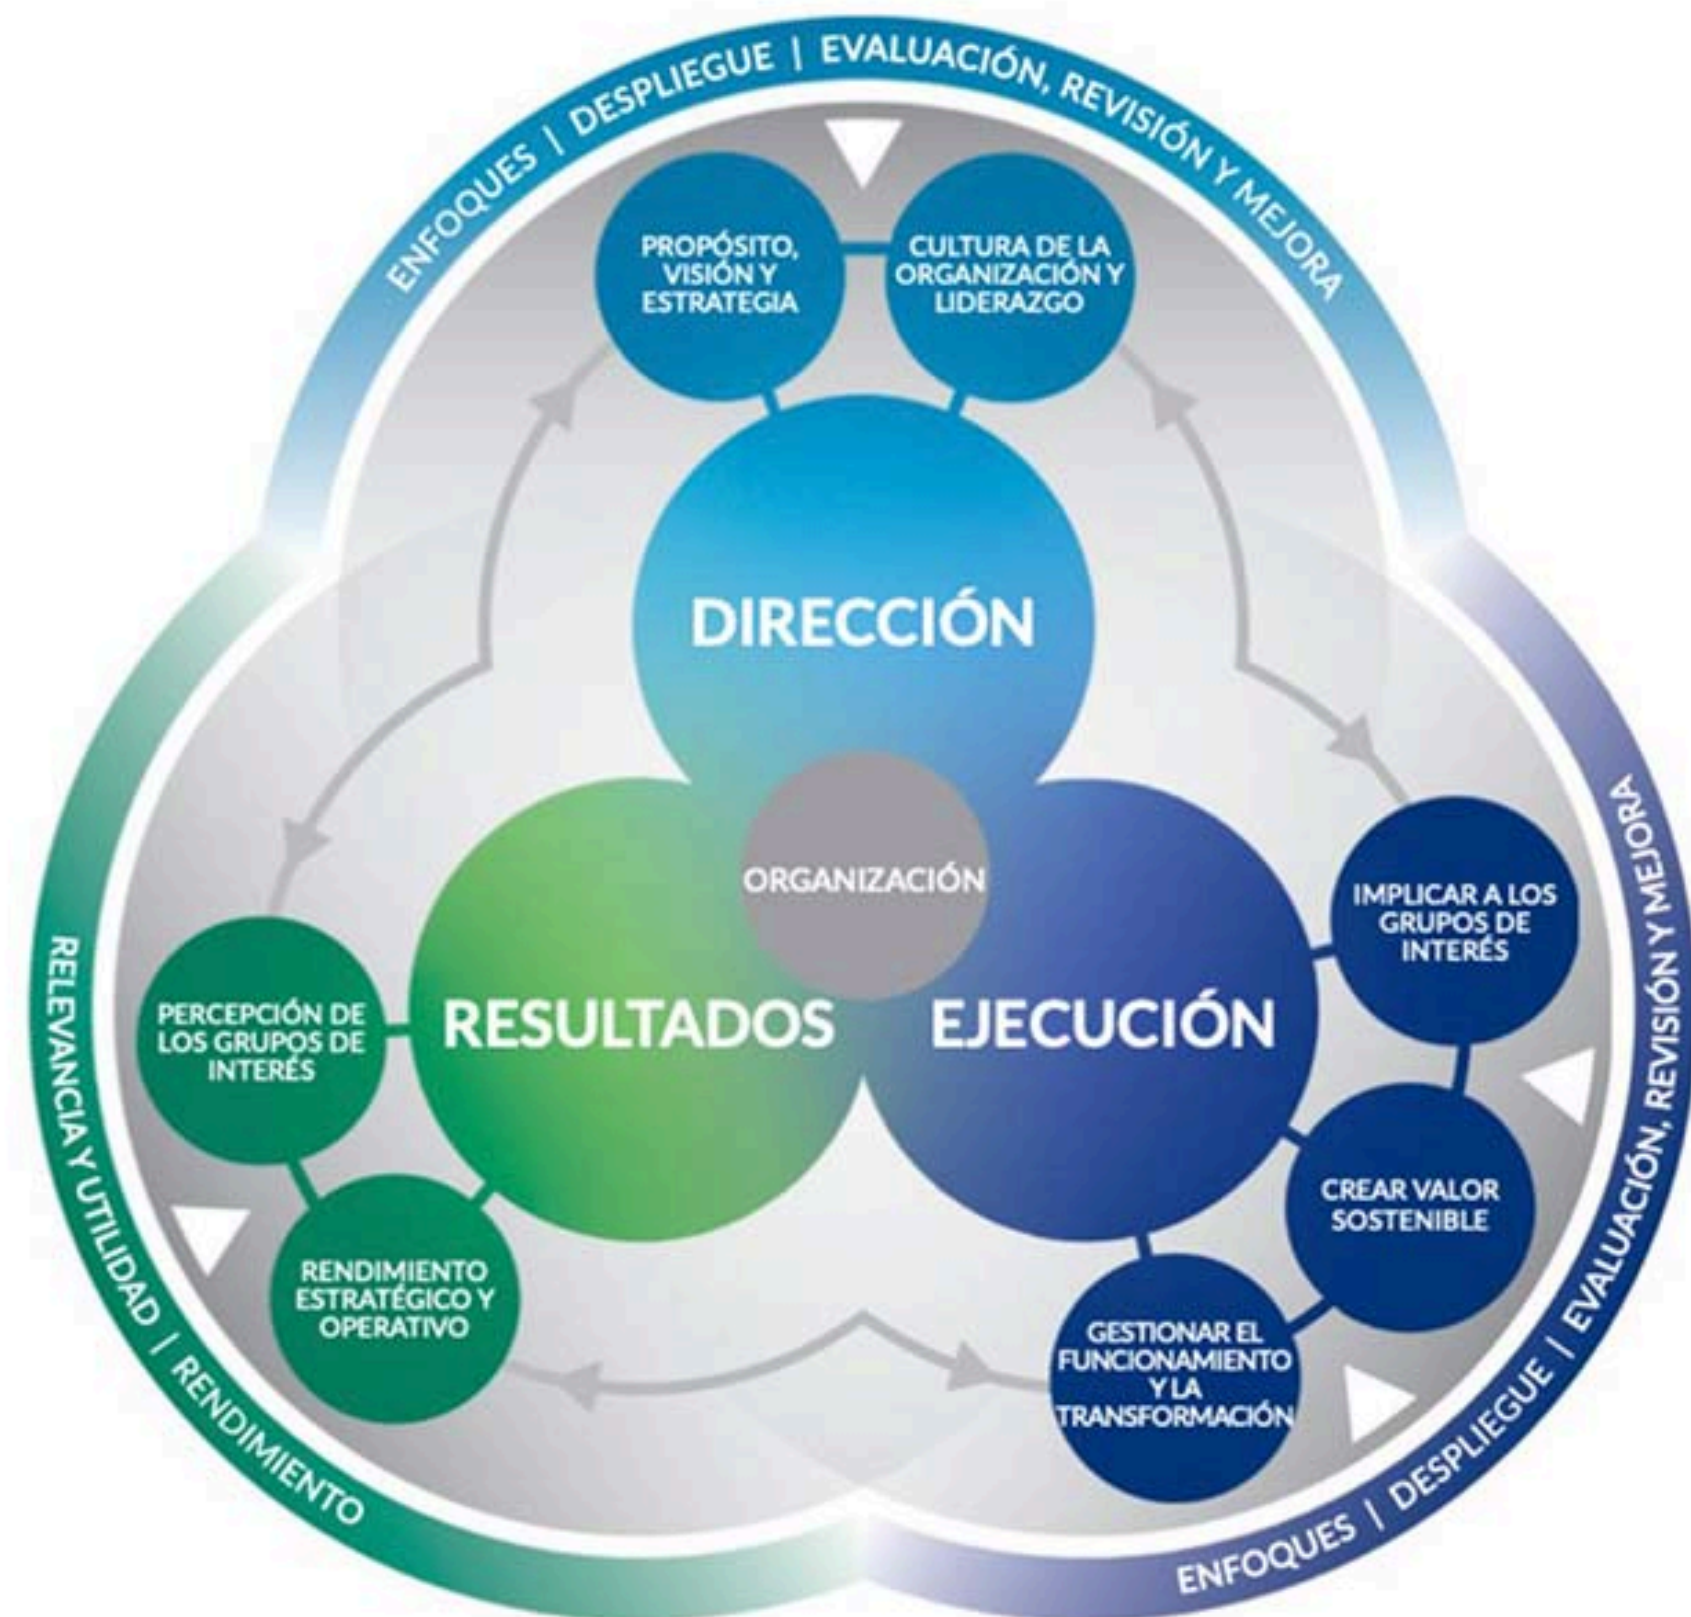 ENFOQUES | DESPLIEGUE | EVALUACIÓN, REVISIÓN Y MEJORA
PROPÓSITO,
VISIÓN Y
ESTRATEGIA
CULTURA DE LA
ORGANIZACIÓN Y
LIDERAZGO
DIRECCIÓN
ORGANIZACIÓN
RESULTADOS
EJECUCIÓN
IMPLICAR A LOS
GRUPOS DE
INTERÉS
CREAR VALOR
SOSTENIBLE
GESTIONAR EL
FUNCIONAMIENTO
Y LA
TRANSFORMACIÓN
PERCEPCIÓN DE
LOS GRUPOS DE
INTERÉS
RENDIMIENTO
ESTRATÉGICO Y
OPERATIVO
RELEVANCIA Y UTILIDAD | RENDIMIENTO
ENFOQUES | DESPLIEGUE | EVALUACIÓN, REVISIÓN Y MEJORA